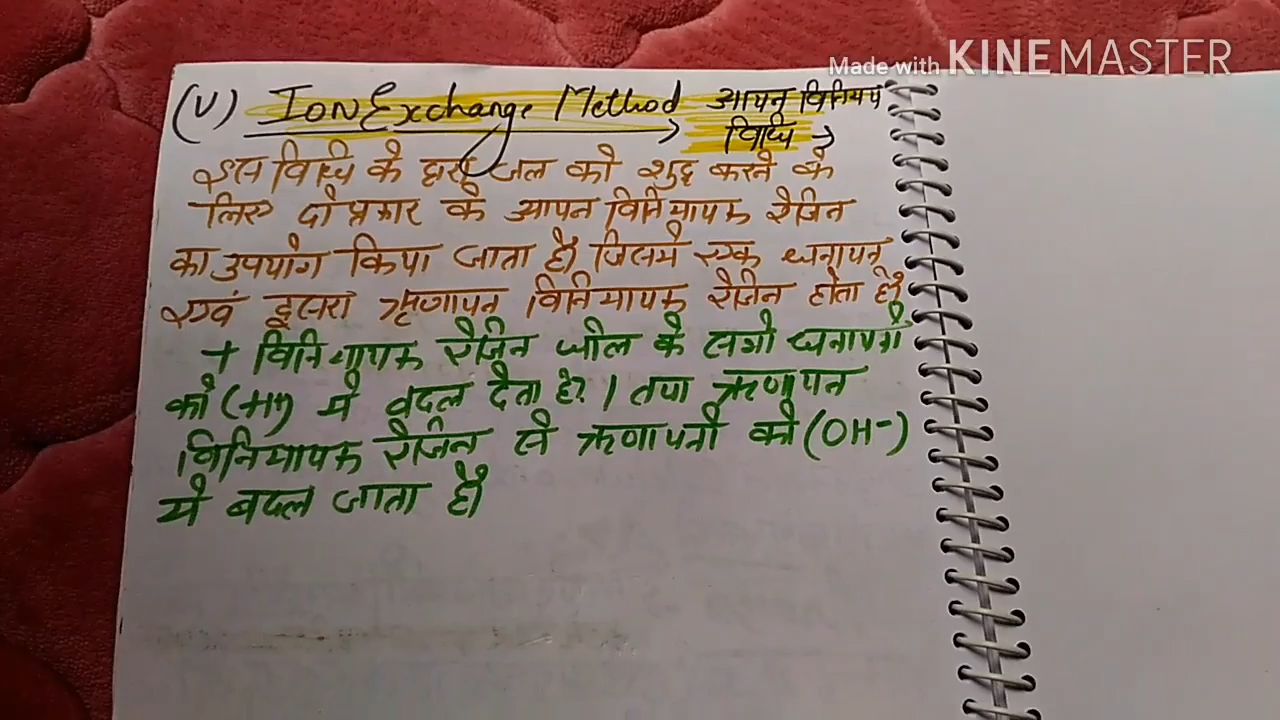 Made with KINEMASTER
(V) Ion Exchange Method आयन विनिमय
विधि →
इस विधि के द्वारा जल को शुद्ध करने के
लिए दो प्रकार के आयन विनिमायक रेजिन
का उपयोग किया जाता है। जिसमे एक धनायन
एवं दूसरा ऋणायन विनिमायक रेजिन होता है।
+ विनिमायक रेजिन घोल के सभी धनायनों
को में बदल देता है। तथा ऋणायन
विनिमायक रेजिन से ऋणायनों को (OH-)
मे बदल जाता है।